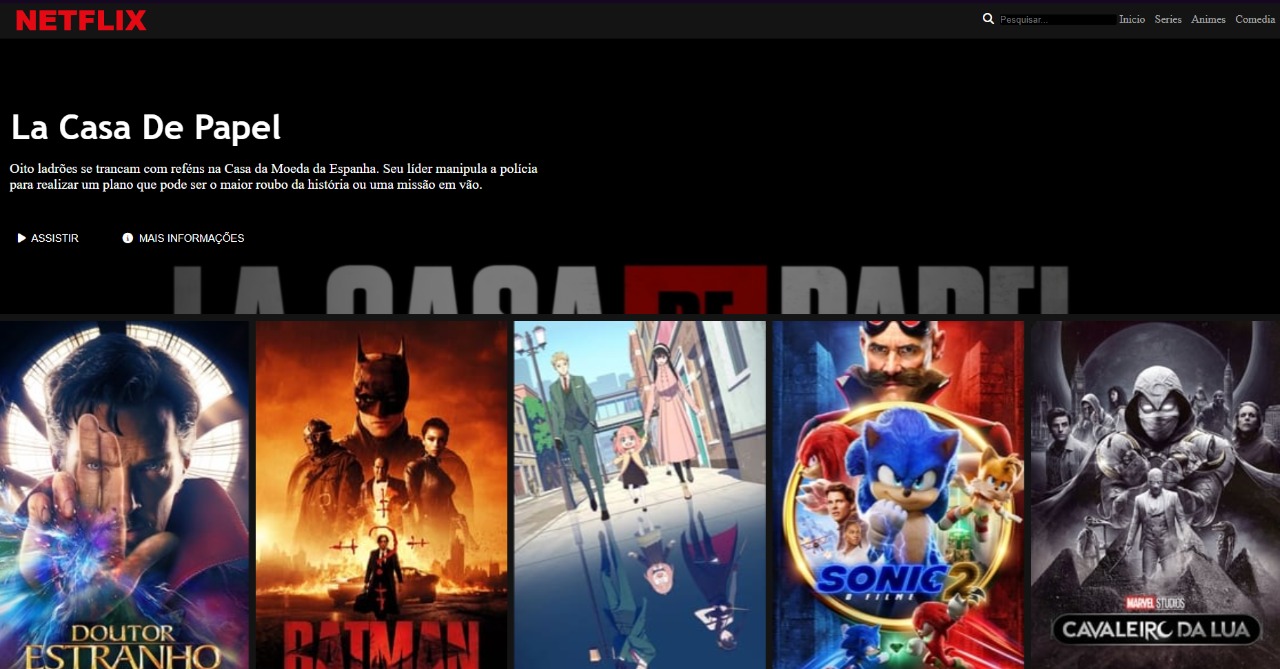 NETFLIX
Pesquisar... Inicio Series Animes Comedia
La Casa De Papel
Oito ladrões se trancam com reféns na Casa da Moeda da Espanha. Seu líder manipula a polícia
para realizar um plano que pode ser o maior roubo da história ou uma missão em vão.
ASSISTIR MAIS INFORMAÇÕES
LA CASA DE PAPEL
DOUTOR
ESTRANHO
BATMAN
SONIC 2
O FILME
MARVEL STUDIOS
CAVALEIRO DA LUA